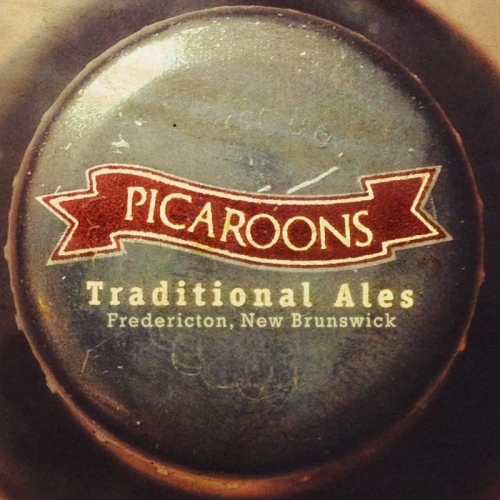 PICAROONS
Traditional Ales
Fredericton, New Brunswick